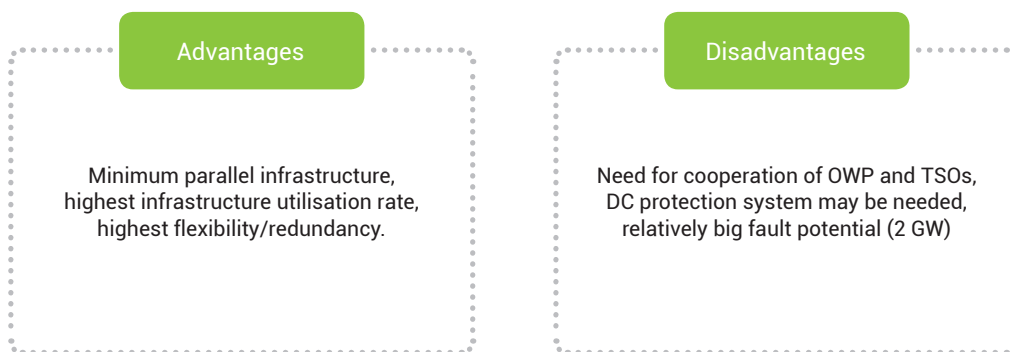 Advantages
Minimum parallel infrastructure,
highest infrastructure utilisation rate,
highest flexibility/redundancy.
Disadvantages
Need for cooperation of OWP and TSOs,
DC protection system may be needed,
relatively big fault potential (2 GW)